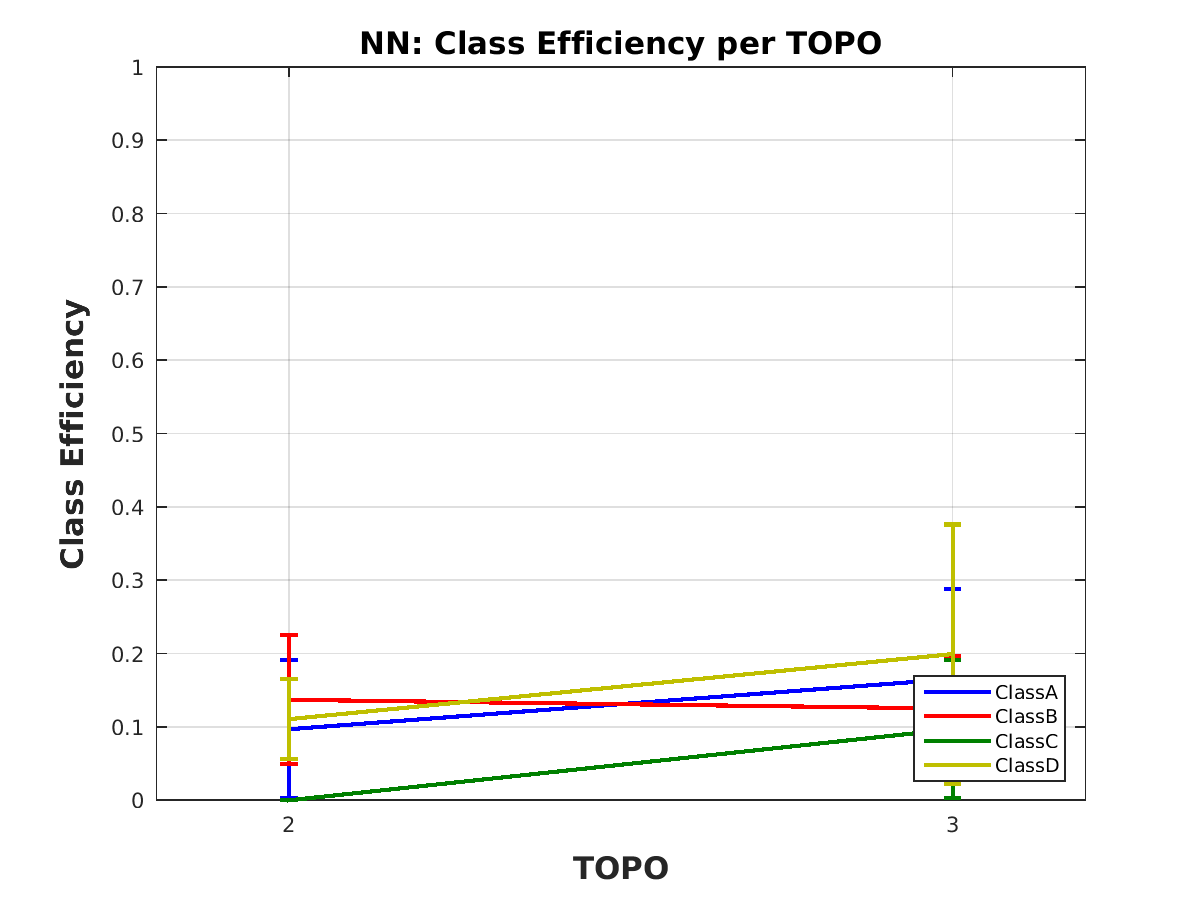 NN: Class Efficiency per TOPO
1
0.9
0.8
0.7
0.6
0.5
0.4
0.3
0.2
0.1
0
Class Efficiency
ClassA
ClassB
ClassC
ClassD
2
3
TOPO